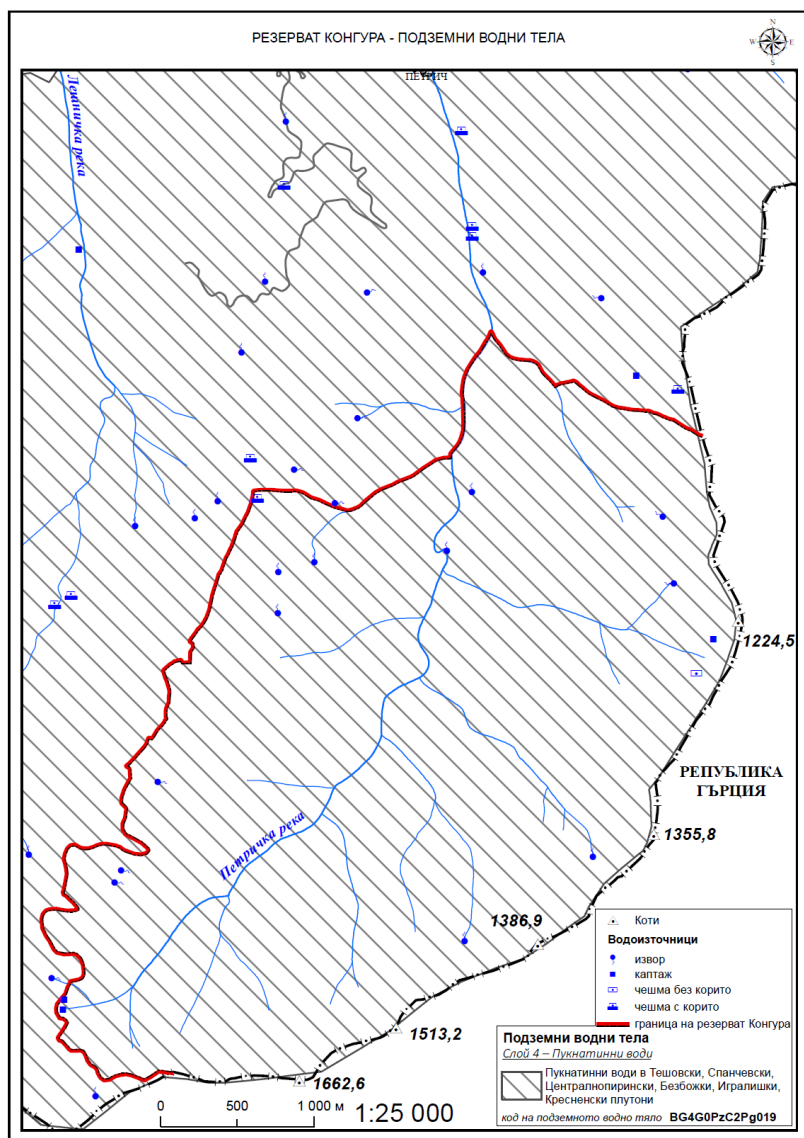 РЕЗЕРВАТ КОНГУРА - ПОДЗЕМНИ ВОДНИ ТЕЛА
N
W E
S
ПЕТРИЧ
Лешничка река
1224,5
РЕПУБЛИКА
ГЪРЦИЯ
1355,8
Петричка река
1386,9
1513,2
1662,6
Коти
Водоизточници
извор
каптаж
чешма без корито
чешма с корито
граница на резерват Конгура
Подземни водни тела
Слой 4 – Пукнатинни води
Пукнатинни води в Тешовски, Спанчевски,
Централнопирински, Безбожки, Игралишки,
Кресненски плутони
код на подземното водно тяло BG4G0PzC2Pg019
0 500 1 000 м
1:25 000